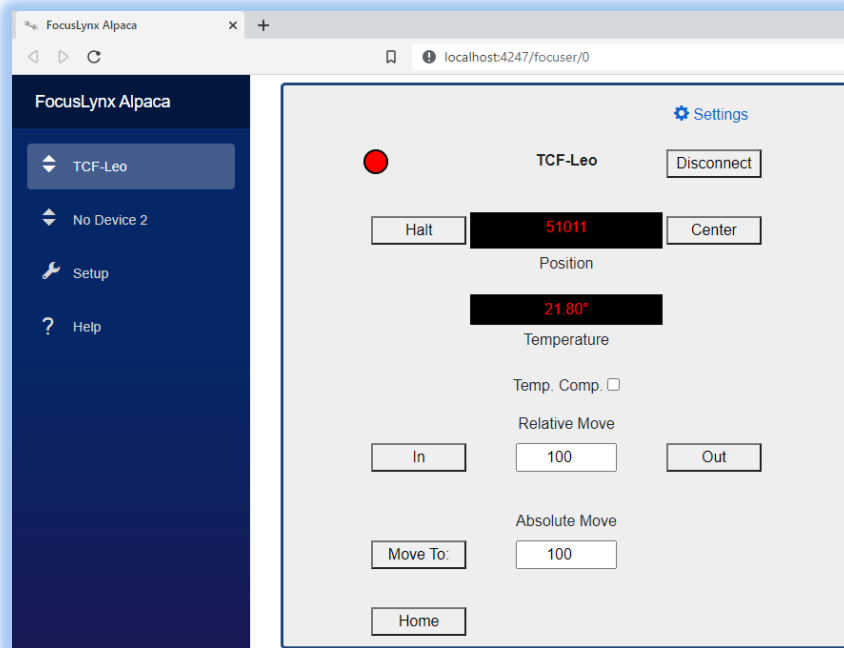 FocusLynx Alpaca
localhost:4247/focuser/0
FocusLynx Alpaca
TCF-Leo
No Device 2
Setup
? Help
Settings
TCF-Leo Disconnect
Halt 51011 Center
Position
21.80°
Temperature
Temp. Comp.
Relative Move
In 100 Out
Absolute Move
Move To: 100
Home